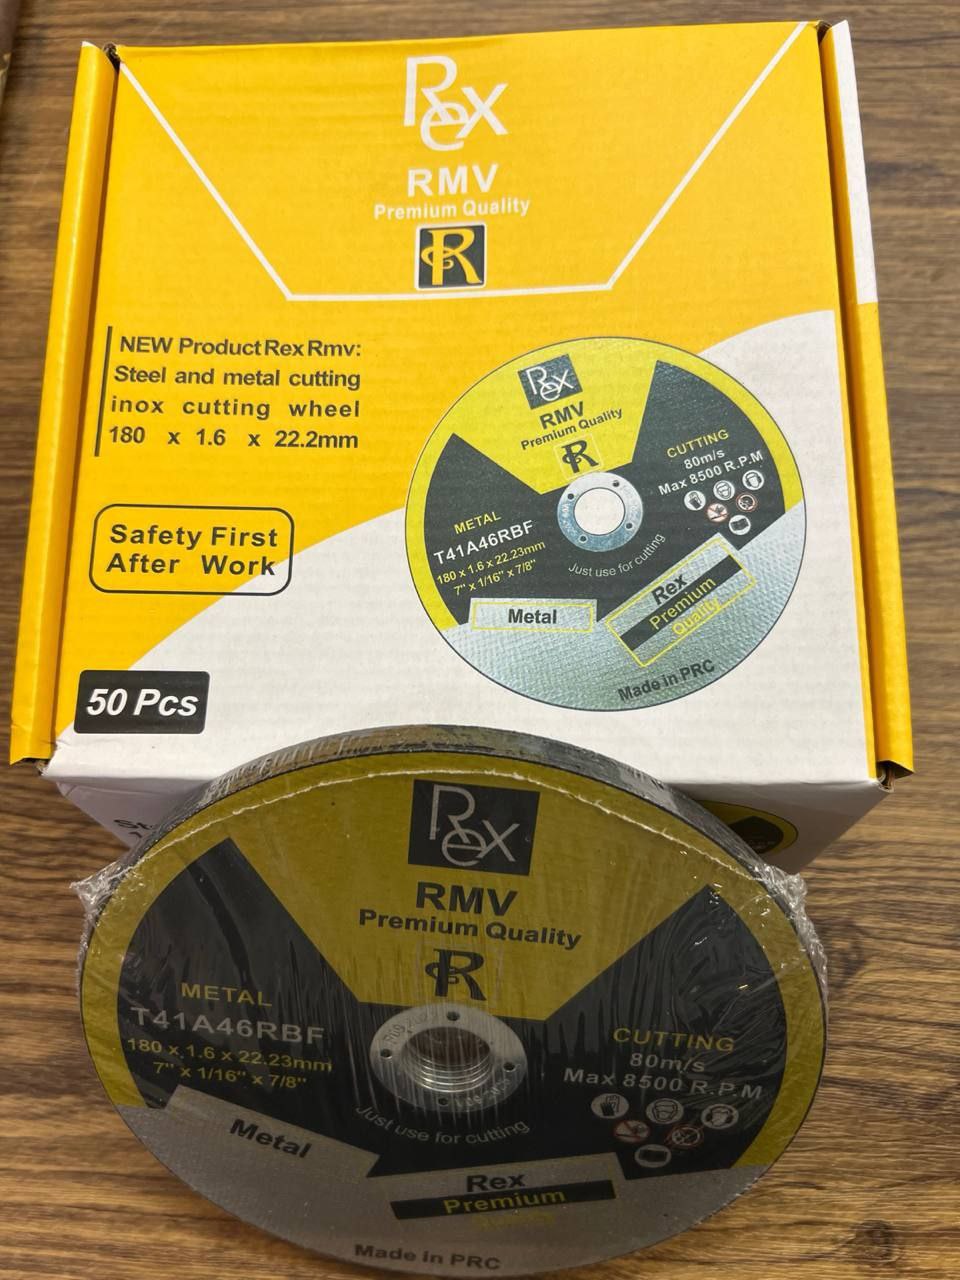 Rex
RMV
Premium Quality
R
NEW Product Rex Rmv:
Steel and metal cutting
inox cutting wheel
180 x 1.6 x 22.2mm
Safety First
After Work
50 Pcs
Rex
RMV
Premium Quality
R
METAL
T41A46RBF
180 x 1.6 x 22.23mm
7" x 1/16" x 7/8"
CUTTING
80m/s
Max 8500 R.P.M
Just use for cutting
Metal
Rex
Premium
Quality
Made in PRC
Rex
RMV
Premium Quality
R
METAL
T41A46RBF
180 x 1.6 x 22.23mm
7" x 1/16" x 7/8"
CUTTING
80m/s
Max 8500 R.P.M
Just use for cutting
Metal
Rex
Premium
Quality
Made in PRC